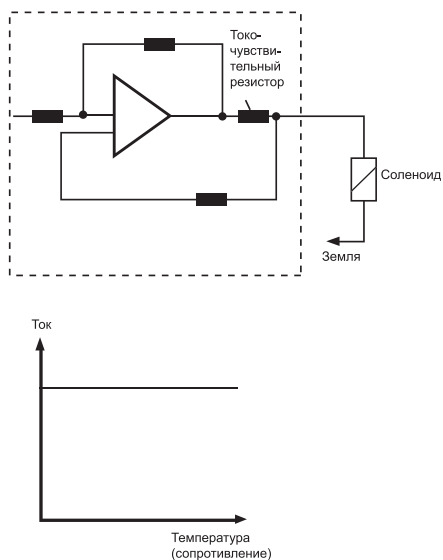 Токо-
чувстви-
тельный
резистор
Соленоид
Земля
Ток
Температура
(сопротивление)